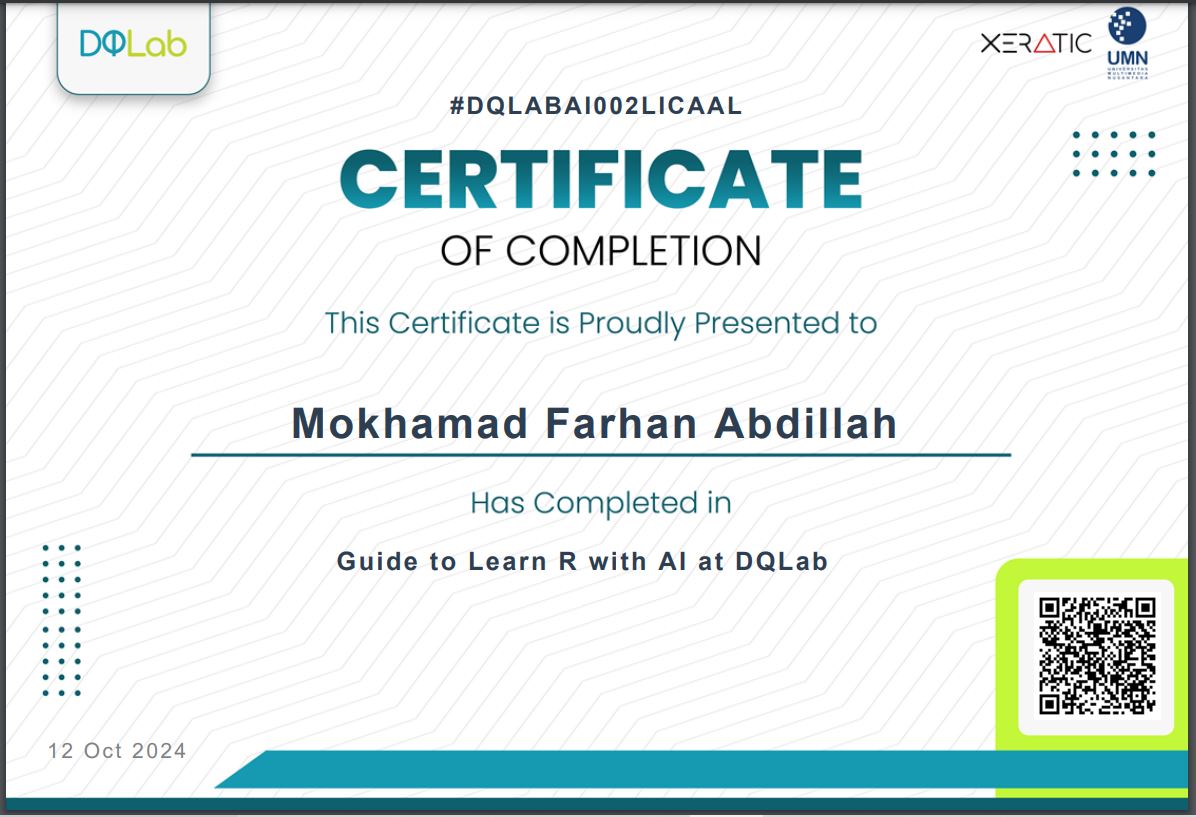 DQLab
XERATIC
UMN
UNIVERSITAS
MULTIMEDIA
NUSANTARA
#DQLABAI002LICAAL
CERTIFICATE
OF COMPLETION
This Certificate is Proudly Presented to
Mokhamad Farhan Abdillah
Has Completed in
Guide to Learn R with AI at DQLab
12 Oct 2024